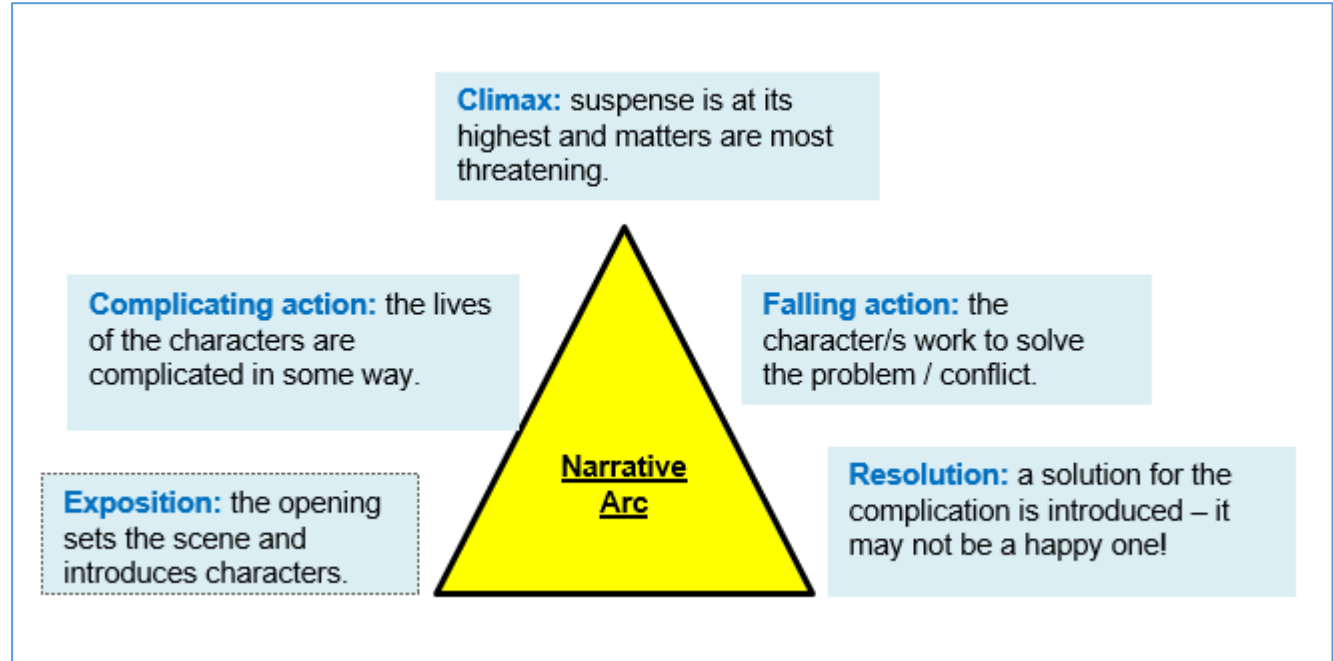 Climax: suspense is at its
highest and matters are most
threatening.
Complicating action: the lives
of the characters are
complicated in some way.
Falling action: the
character/s work to solve
the problem / conflict.
Exposition: the opening
sets the scene and
introduces characters.
Narrative
Arc
Resolution: a solution for the
complication is introduced – it
may not be a happy one!